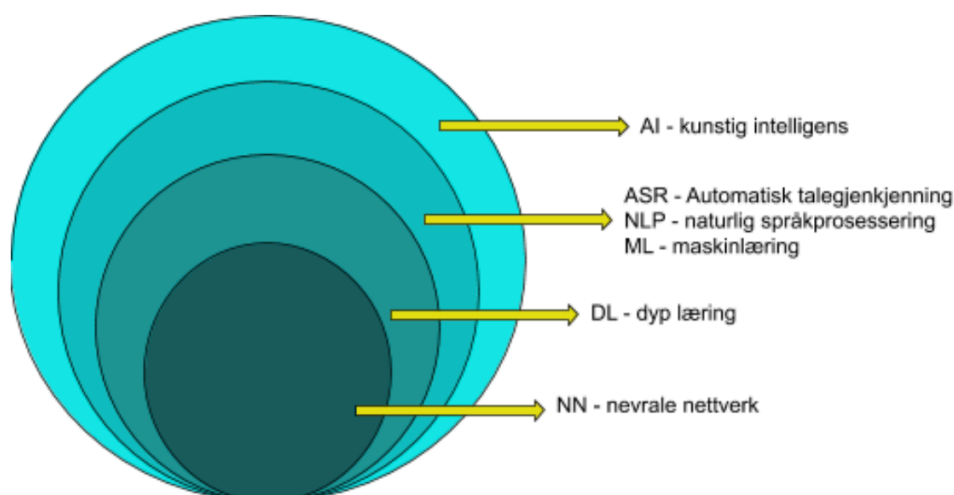 AI - kunstig intelligens
ASR - Automatisk talegjenkjenning
NLP - naturlig språkprosessering
ML - maskinlæring
DL - dyp læring
NN - nevrale nettverk